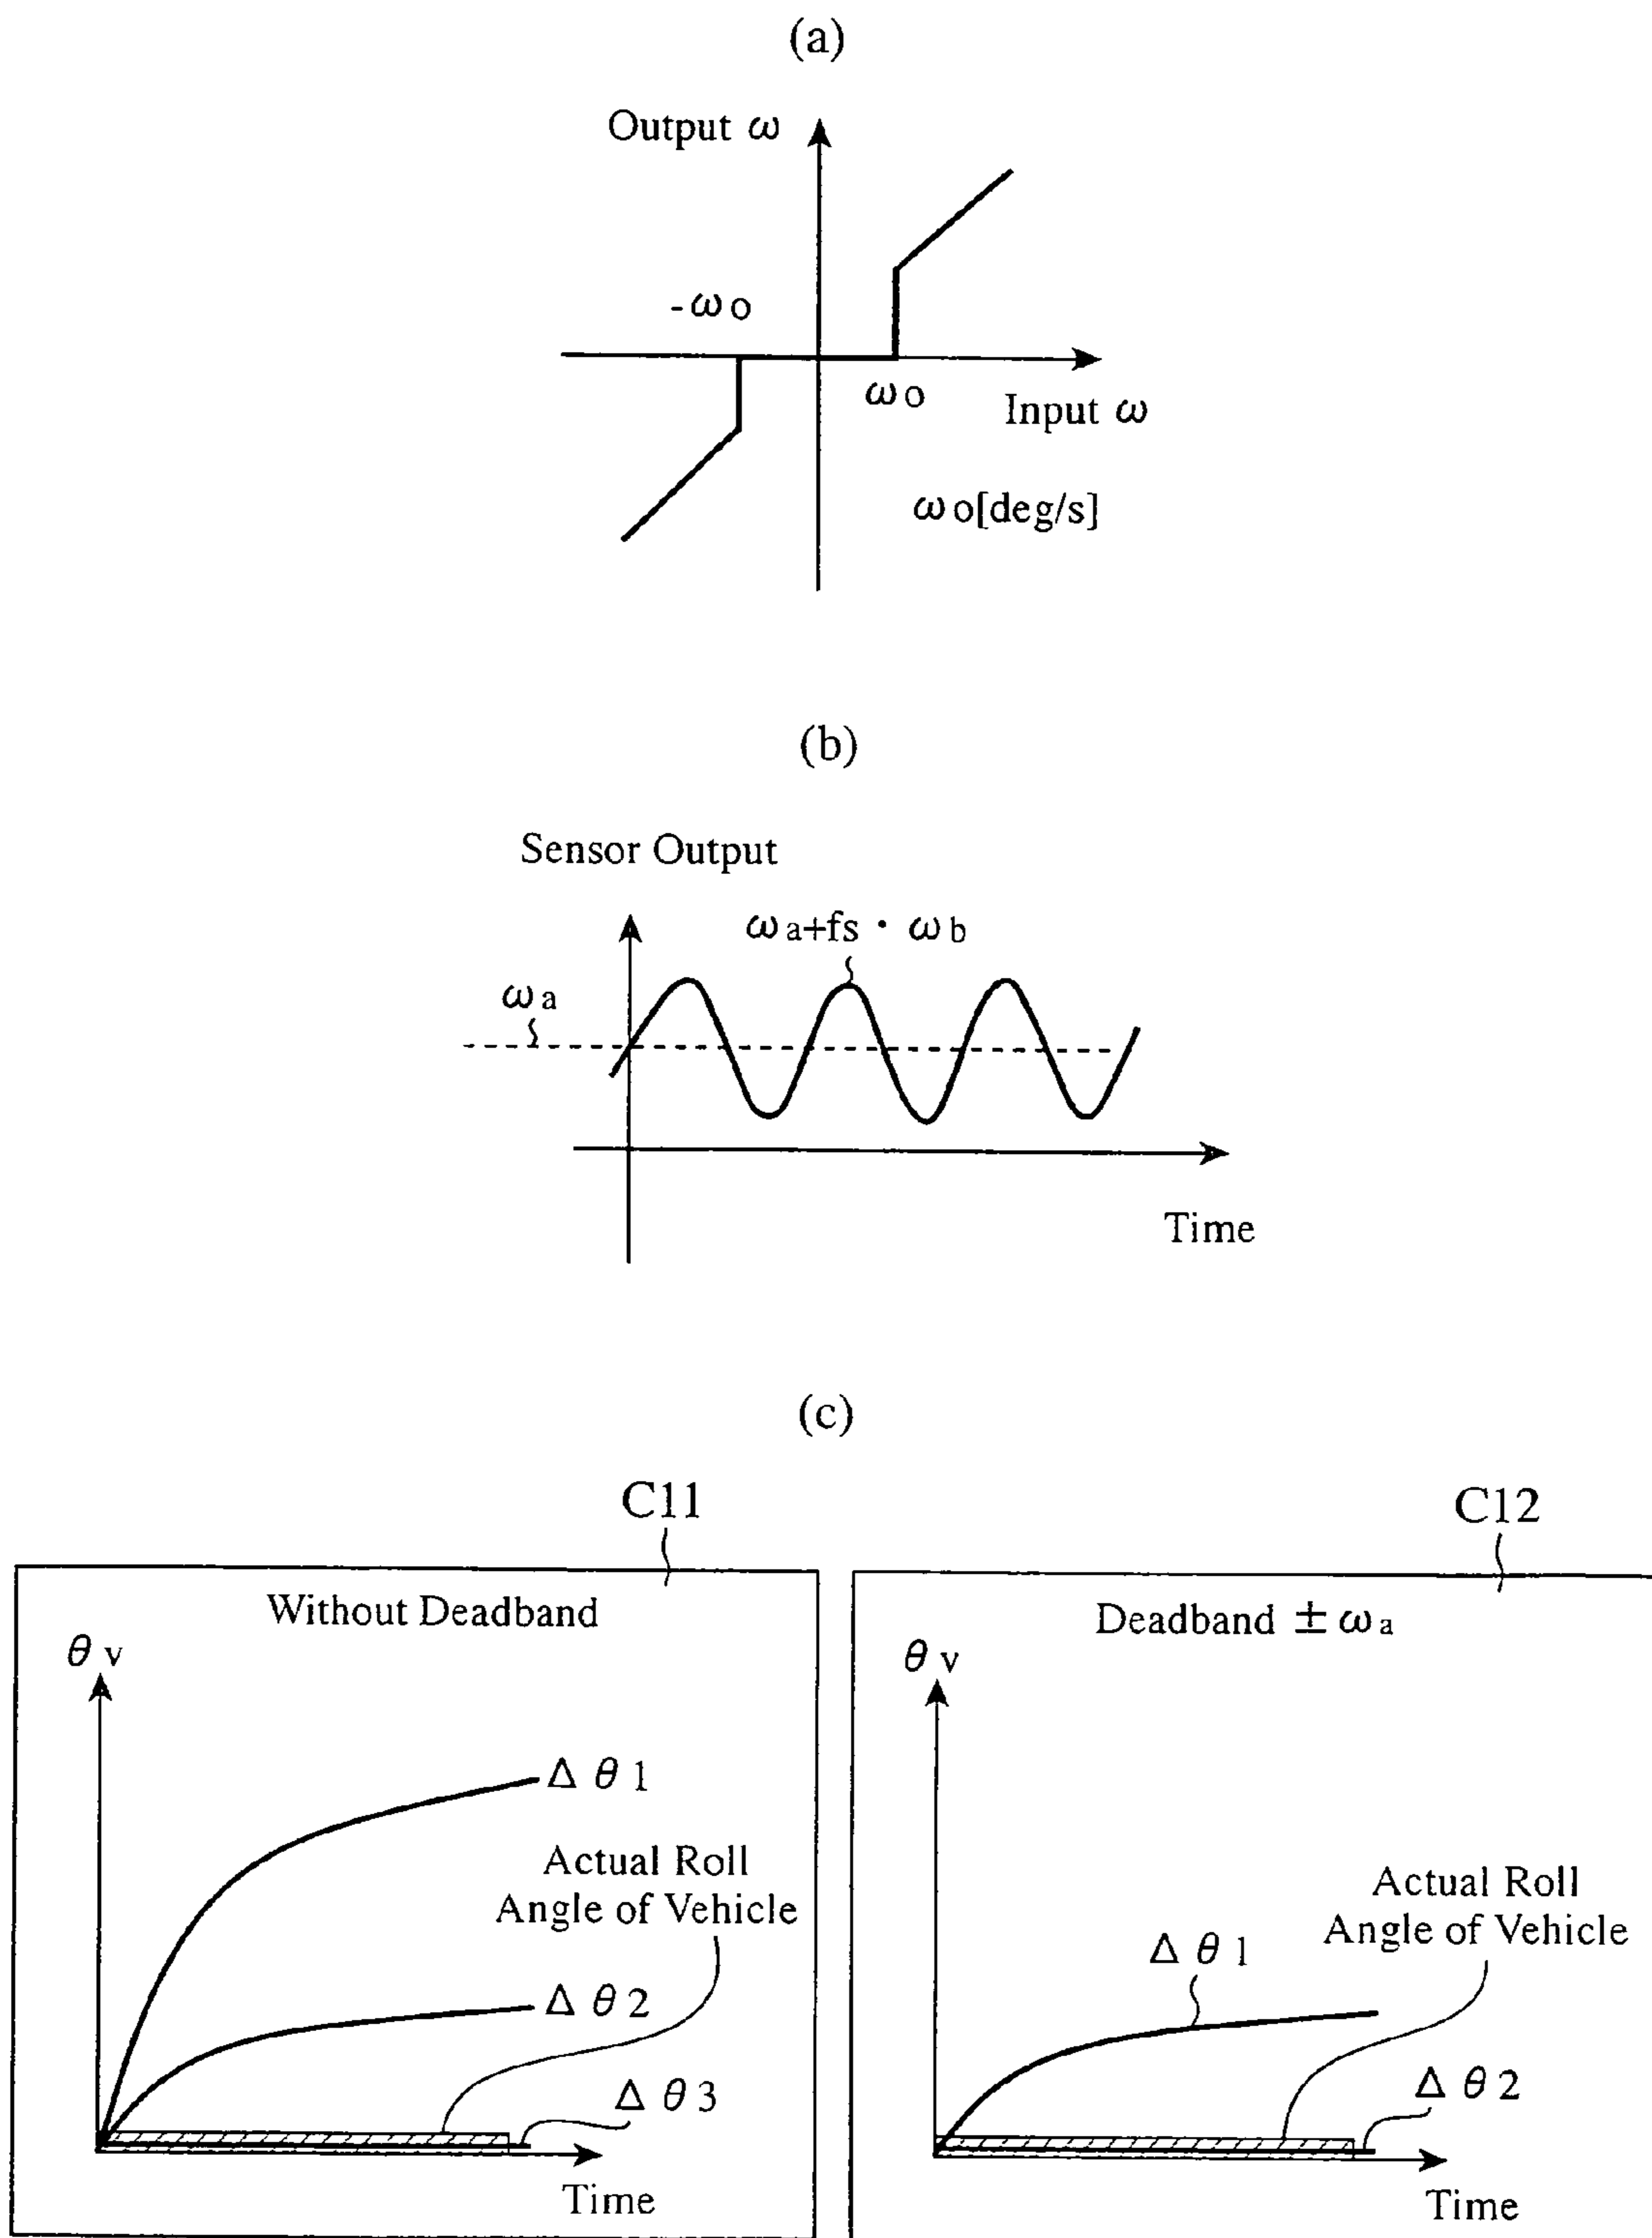 (a)
Output ω
-ωo
ωo
Input ω
ωo[deg/s]
(b)
Sensor Output
ωa+fs・ωb
ωa
Time
(c)
C11
Without Deadband
θv
Δθ1
Actual Roll
Angle of Vehicle
Δθ2
Δθ3
Time
C12
Deadband ±ωa
θv
Actual Roll
Angle of Vehicle
Δθ1
Δθ2
Time